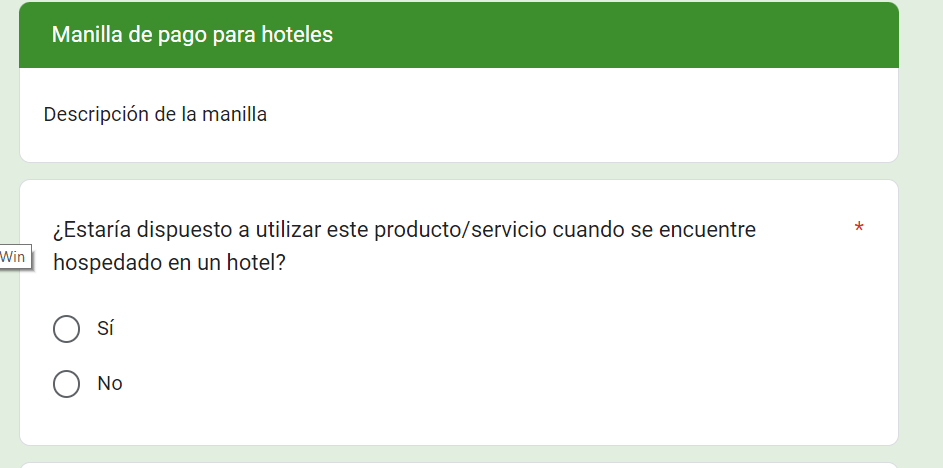 Manilla de pago para hoteles
Descripción de la manilla
¿Estaría dispuesto a utilizar este producto/servicio cuando se encuentre *
Win
hospedado en un hotel?
Sí
No